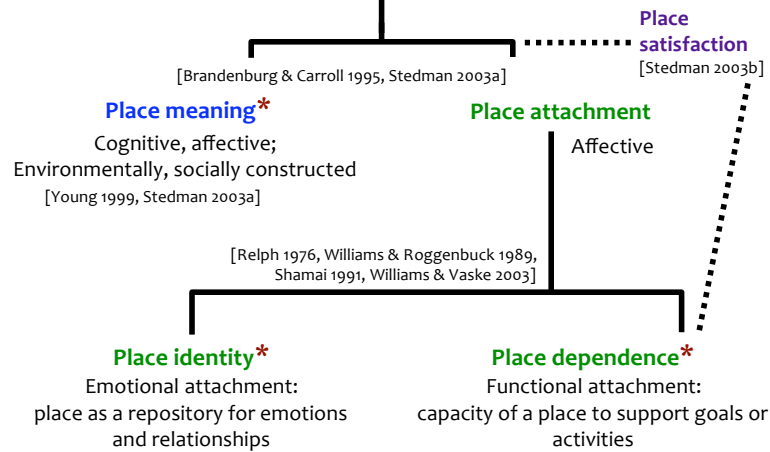 Place
satisfaction
[Stedman 2003b]
[Brandenburg & Carroll 1995, Stedman 2003a]
Place meaning*
Cognitive, affective;
Environmentally, socially constructed
[Young 1999, Stedman 2003a]
Place attachment
Affective
[Relph 1976, Williams & Roggenbuck 1989,
Shamai 1991, Williams & Vaske 2003]
Place identity*
Emotional attachment:
place as a repository for emotions
and relationships
Place dependence*
Functional attachment:
capacity of a place to support goals or
activities